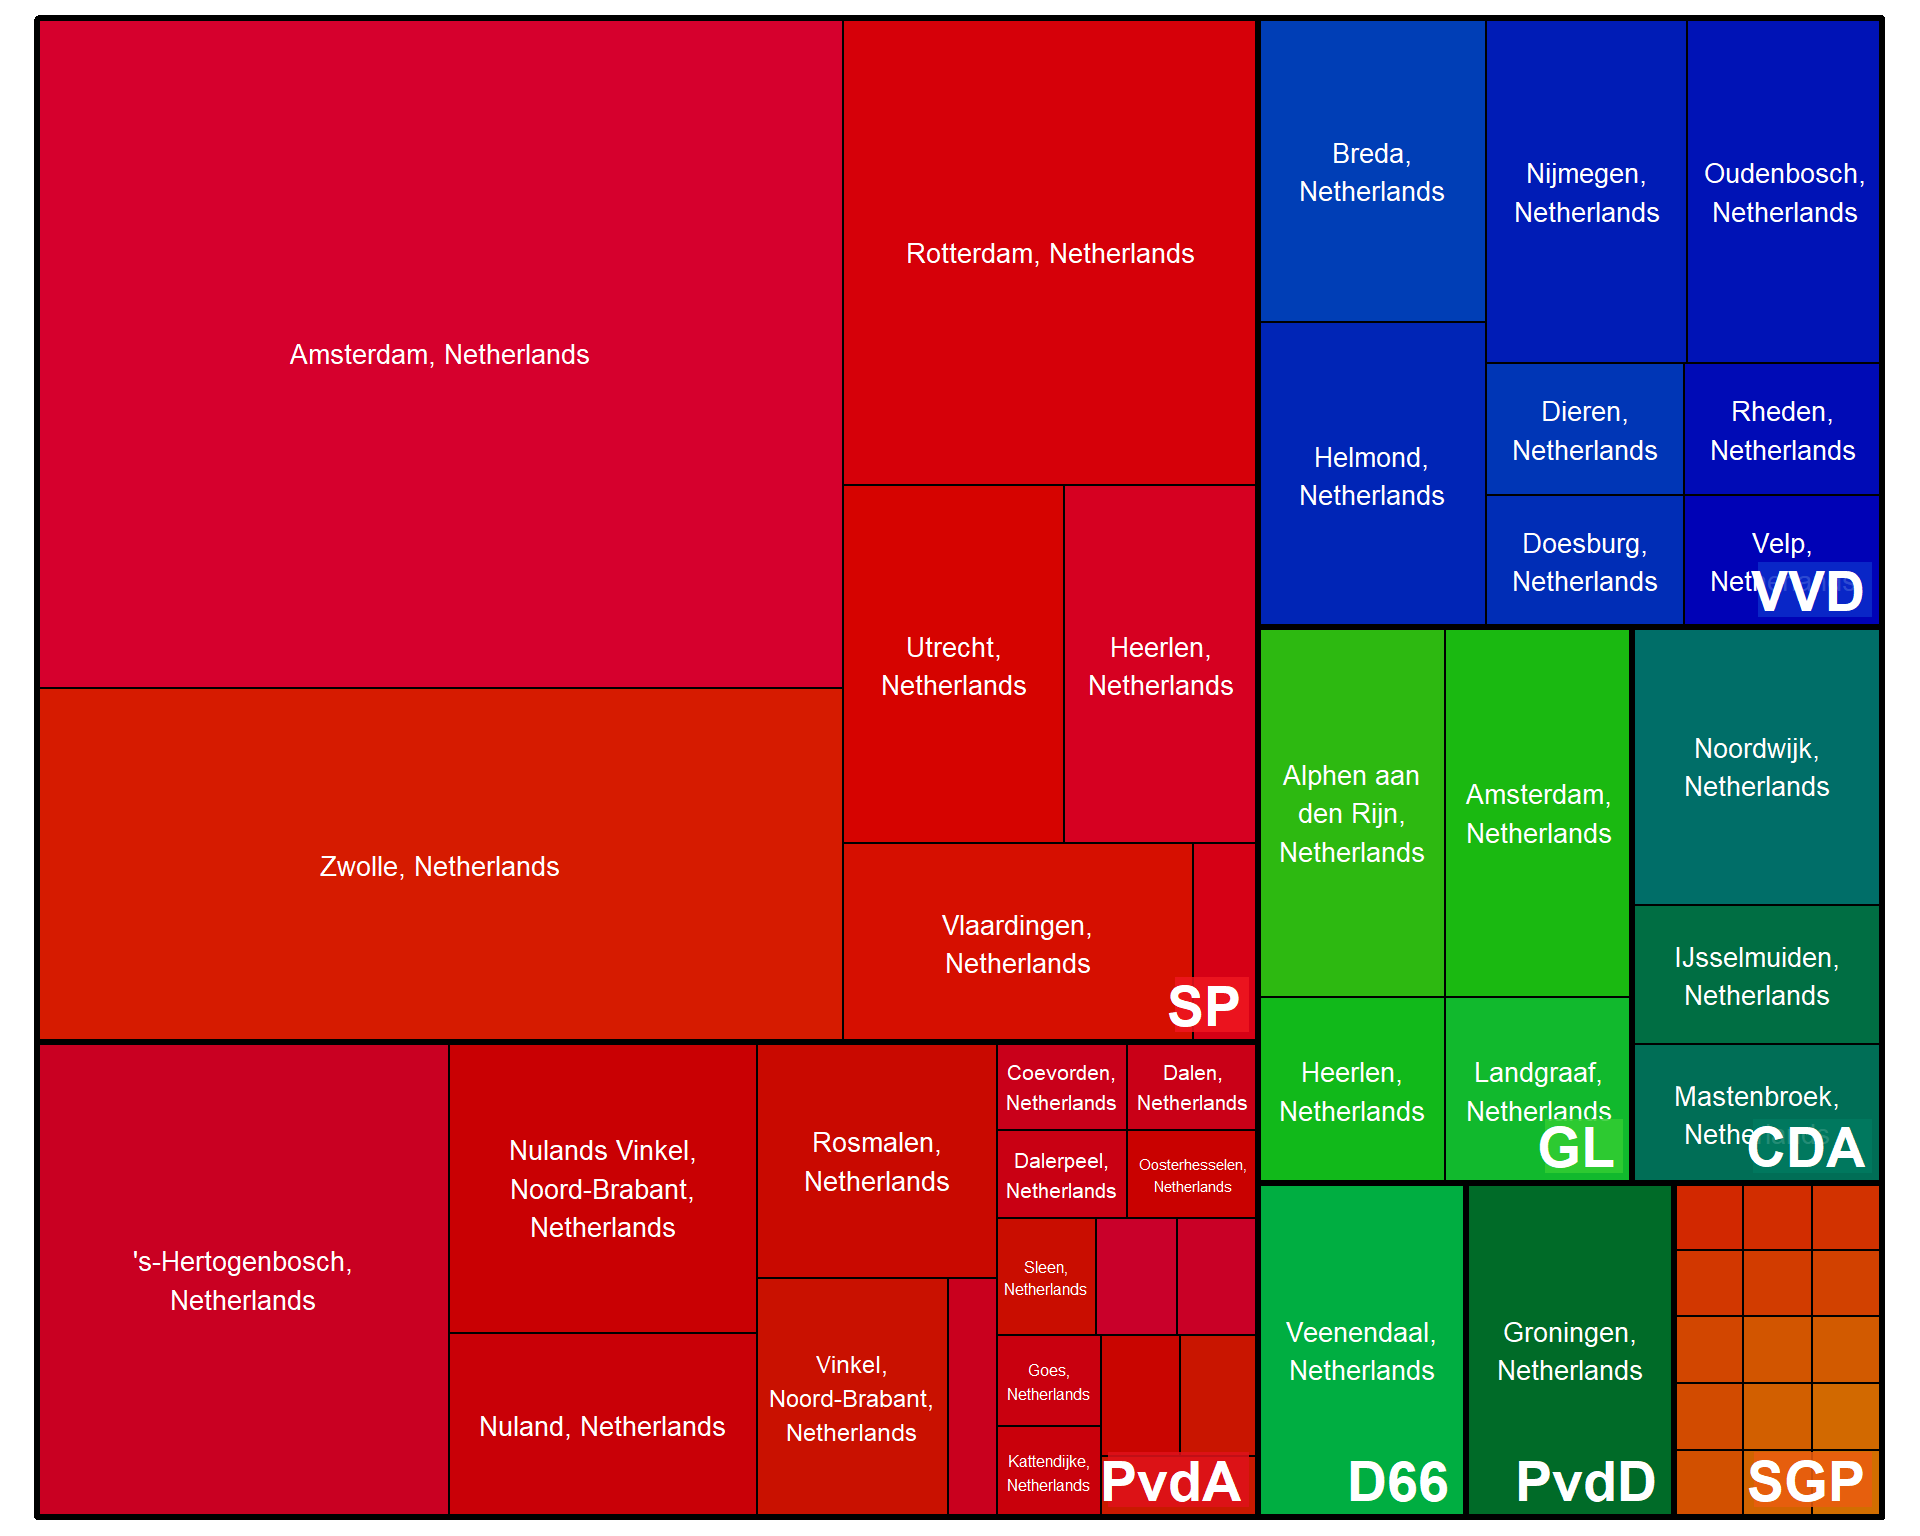 Amsterdam, Netherlands
Zwolle, Netherlands
Rotterdam, Netherlands
Utrecht,
Netherlands
Heerlen,
Netherlands
Vlaardingen,
Netherlands
SP
's-Hertogenbosch,
Netherlands
Nulands Vinkel,
Noord-Brabant,
Netherlands
Nuland, Netherlands
Rosmalen,
Netherlands
Vinkel,
Noord-Brabant,
Netherlands
Coevorden,
Netherlands
Dalen,
Netherlands
Dalerpeel,
Netherlands
Oosterhesselen,
Netherlands
Sleen,
Netherlands
Goes,
Netherlands
Kattendijke,
Netherlands
PvdA
Breda,
Netherlands
Helmond,
Netherlands
Nijmegen,
Netherlands
Oudenbosch,
Netherlands
Dieren,
Netherlands
Rheden,
Netherlands
Doesburg,
Netherlands
Velp,
Netherlands
VVD
Alphen aan
den Rijn,
Netherlands
Amsterdam,
Netherlands
Heerlen,
Netherlands
Landgraaf,
Netherlands
GL
Noordwijk,
Netherlands
IJsselmuiden,
Netherlands
Mastenbroek,
Netherlands
CDA
Veenendaal,
Netherlands
D66
Groningen,
Netherlands
PvdD
SGP